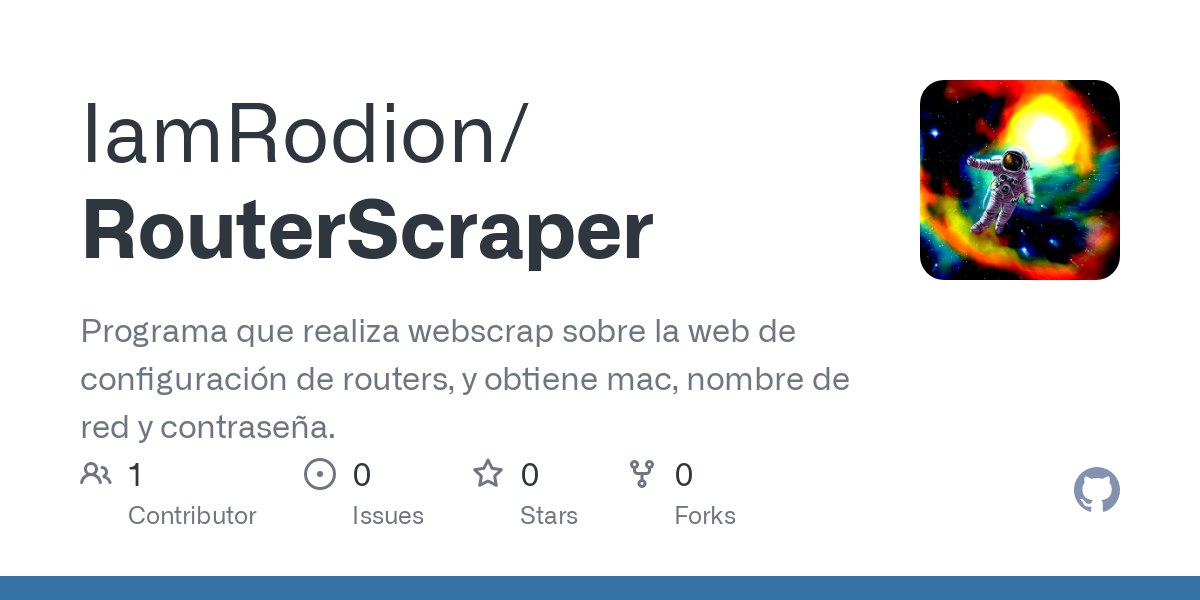 IamRodion/
RouterScraper
Programa que realiza webscrap sobre la web de
configuración de routers, y obtiene mac, nombre de
red y contraseña.
1 0 0 0
Contributor Issues Stars Forks